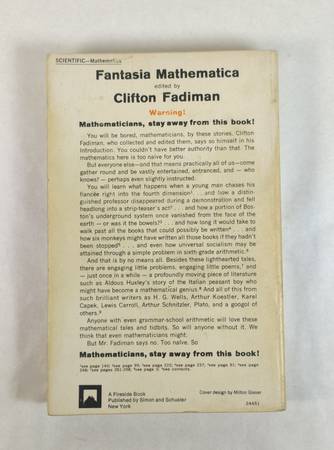 SCIENTIFIC—Mathematics
Fantasia Mathematica
edited by
Clifton Fadiman
Warning!
Mathematicians, stay away from this book!
You will be bored, mathematicians, by these stories. Clifton
Fadiman, who collected and edited them, says so himself in his
Introduction. You couldn't have better authority than that. The
mathematics here is too naive for you.
But everyone else—and that means practically all of us—come
gather round and be vastly entertained, entranced, and — who
knows? — perhaps even slightly instructed.
You will learn what happens when a young man chases his
fiancée right into the fourth dimension¹ . . . and how a distin-
guished professor disappeared during a demonstration and fell
headlong into a strip-teaser's act² . . . and how a portion of Bos-
ton's underground system once vanished from the face of the
earth — or was it the bowels?³ . . . and how long it would take to
walk past all the books that could possibly be written⁴ . . . and
how six monkeys might have written all those books if they hadn't
been stopped⁵ . . . and even how universal socialism may be
attained through a simple problem in sixth-grade arithmetic.⁶
And that is by no means all. Besides these lighthearted tales,
there are engaging little problems, engaging little poems,⁷ and
— just once in a while — a profoundly moving piece of literature
such as Aldous Huxley's story of the Italian peasant boy who
might have become a mathematical genius.⁸ And all of this from
such brilliant writers as H. G. Wells, Arthur Koestler, Karel
Capek, Lewis Carroll, Arthur Schnitzler, Plato, and a googol of
others.⁹
Anyone with even grammar-school arithmetic will love these
mathematical tales and tidbits. So will anyone without it. We
think that even mathematicians might.
But Mr. Fadiman says no. Too naive. So
Mathematicians, stay away from this book!
A Fireside Book
Published by Simon and Schuster
New York
Cover design by Milton Glaser
24451